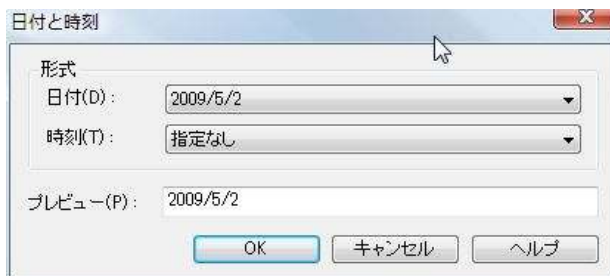 日付と時刻
形式
日付(D):
2009/5/2
時刻(T):
指定なし
プレビュー(P):
2009/5/2
OK
キャンセル
ヘルプ